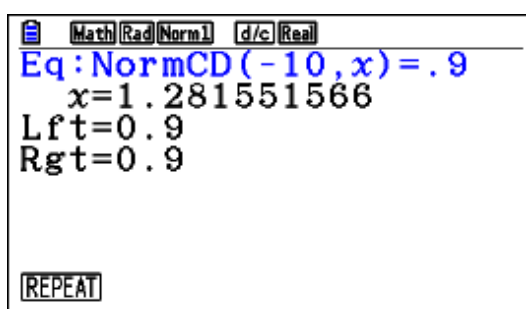 Math Rad Norm1 d/c Real
Eq:NormCD(-10,x)=.9
x=1.281551566
Lft=0.9
Rgt=0.9
REPEAT